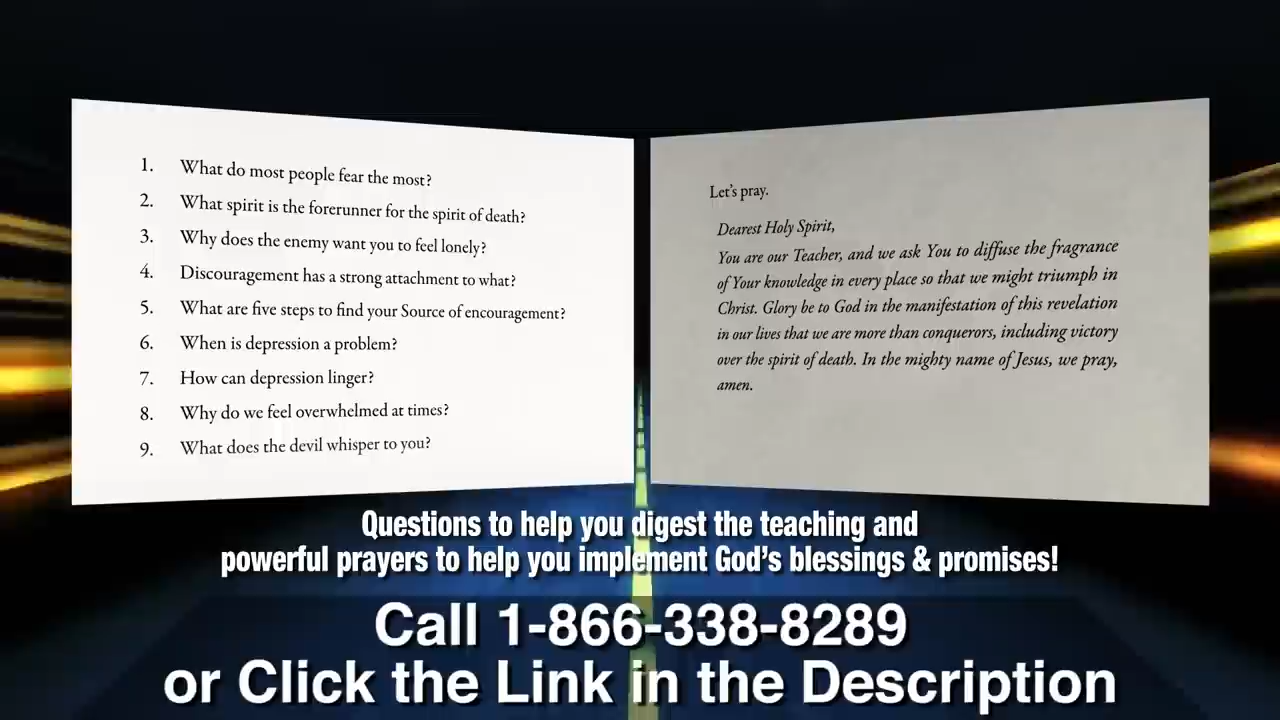 1. What do most people fear the most?
2. What spirit is the forerunner for the spirit of death?
3. Why does the enemy want you to feel lonely?
4. Discouragement has a strong attachment to what?
5. What are five steps to find your Source of encouragement?
6. When is depression a problem?
7. How can depression linger?
8. Why do we feel overwhelmed at times?
9. What does the devil whisper to you?
Let's pray.
Dearest Holy Spirit,
You are our Teacher, and we ask You to diffuse the fragrance
of Your knowledge in every place so that we might triumph in
Christ. Glory be to God in the manifestation of this revelation
in our lives that we are more than conquerors, including victory
over the spirit of death. In the mighty name of Jesus, we pray,
amen.
Questions to help you digest the teaching and
powerful prayers to help you implement God's blessings & promises!
Call 1-866-338-8289
or Click the Link in the Description